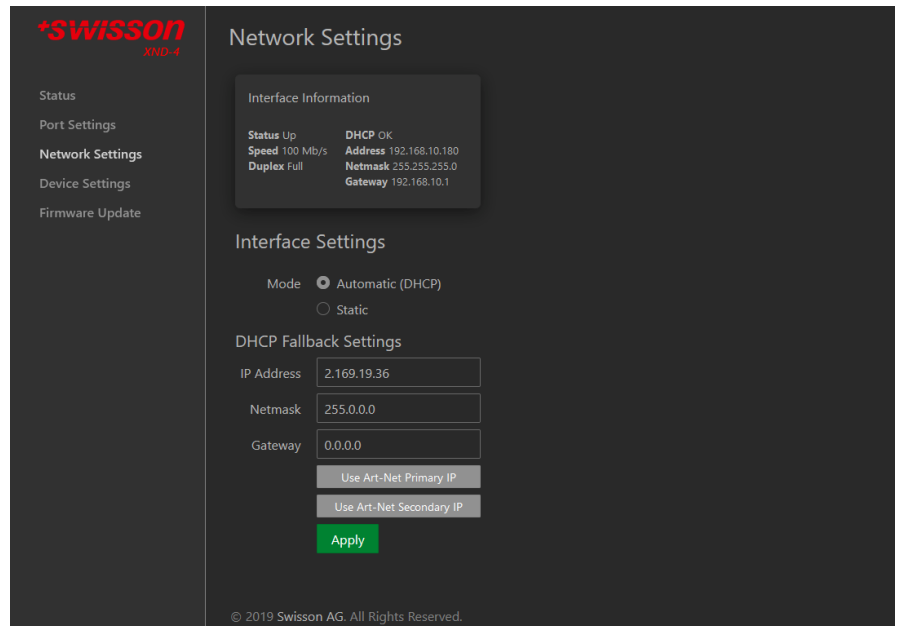 +swisson
XND-4
Status
Port Settings
Network Settings
Device Settings
Firmware Update
Network Settings
Interface Information
Status Up
Speed 100 Mb/s
Duplex Full
DHCP OK
Address 192.168.10.180
Netmask 255.255.255.0
Gateway 192.168.10.1
Interface Settings
Mode Automatic (DHCP)
Static
DHCP Fallback Settings
IP Address 2.169.19.36
Netmask 255.0.0.0
Gateway 0.0.0.0
Use Art-Net Primary IP
Use Art-Net Secondary IP
Apply
© 2019 Swisson AG. All Rights Reserved.